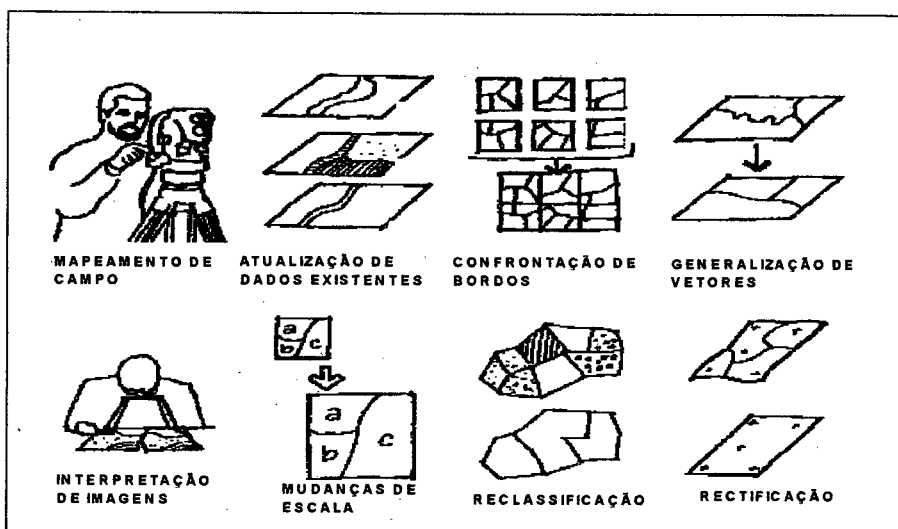 MAPEAMENTO DE
CAMPO
ATUALIZAÇÃO DE
DADOS EXISTENTES
CONFRONTAÇÃO DE
BORDOS
GENERALIZAÇÃO DE
VETORES
a
b
c
a
b
c
INTERPRETAÇÃO
DE IMAGENS
MUDANÇAS DE
ESCALA
RECLASSIFICAÇÃO
RECTIFICAÇÃO